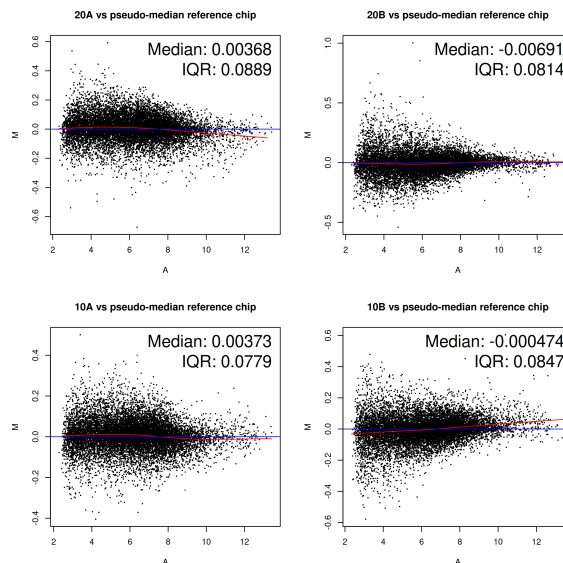 20A vs pseudo-median reference chip
20B vs pseudo-median reference chip
Median: 0.00368
IQR: 0.0889
Median: -0.00691
IQR: 0.0814
0.6
0.4
0.2
0.0
-0.2
-0.4
-0.6
M
1.0
0.5
0.0
-0.5
M
2 4 6 8 10 12
A
2 4 6 8 10 12
A
10A vs pseudo-median reference chip
10B vs pseudo-median reference chip
Median: 0.00373
IQR: 0.0779
Median: -0.000474
IQR: 0.0847
0.4
0.2
0.0
-0.2
-0.4
M
0.6
0.4
0.2
0.0
-0.2
-0.4
-0.6
M
2 4 6 8 10 12
A
2 4 6 8 10 12
A